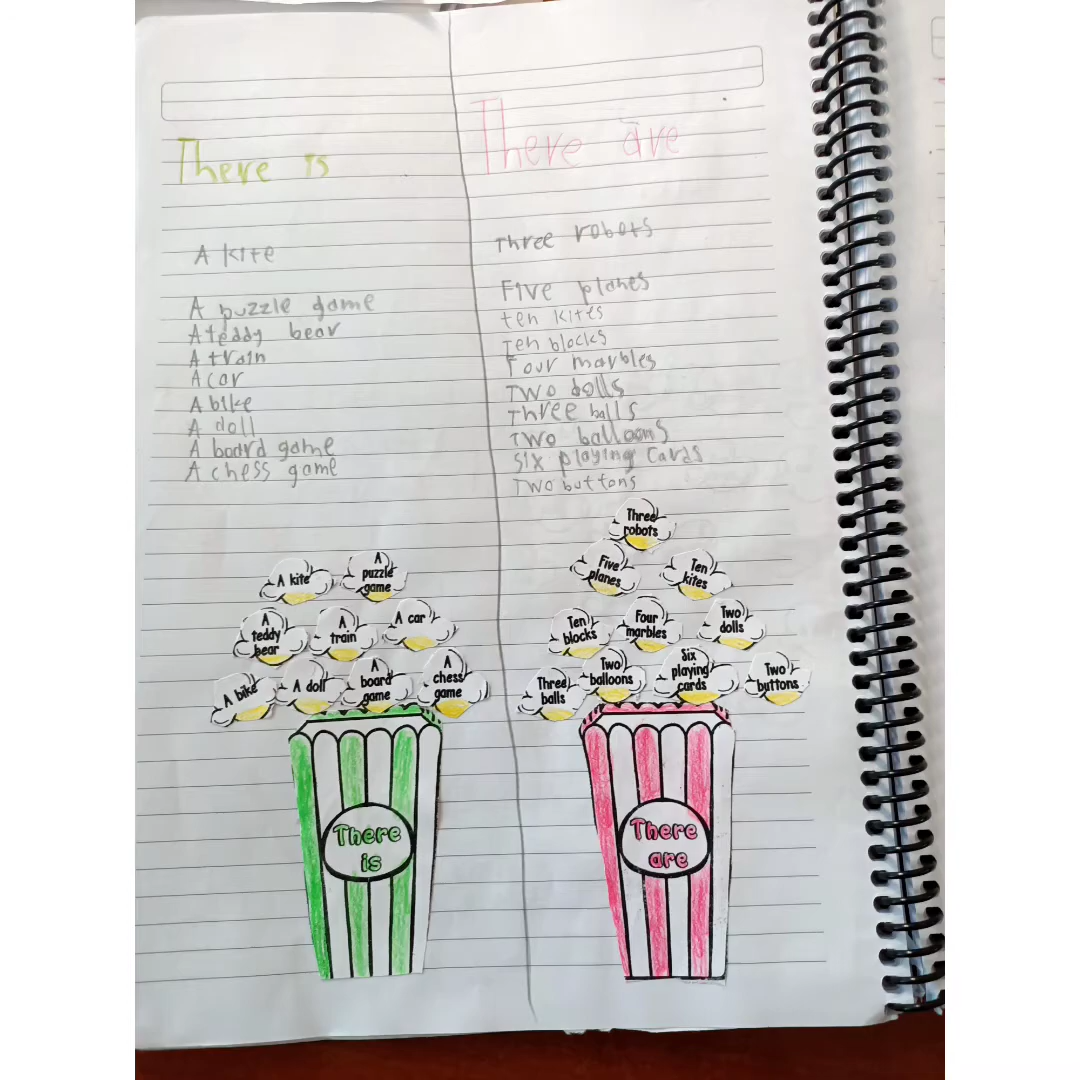 There is
A kite
A puzzle game
A teddy bear
A train
A car
A bike
A doll
A board game
A chess game
There are
Three robots
Five planes
ten kites
Ten blocks
Four marbles
Two dolls
Three balls
Two balloons
Six playing cards
Two buttons
A kite
A
puzzle
game
A
teddy
bear
A
train
A car
A bike
A doll
A
board
game
A
chess
game
There
is
Three
robots
Five
planes
Ten
kites
Ten
blocks
Four
marbles
Two
dolls
Three
balls
Two
balloons
Six
playing
cards
Two
buttons
There
are